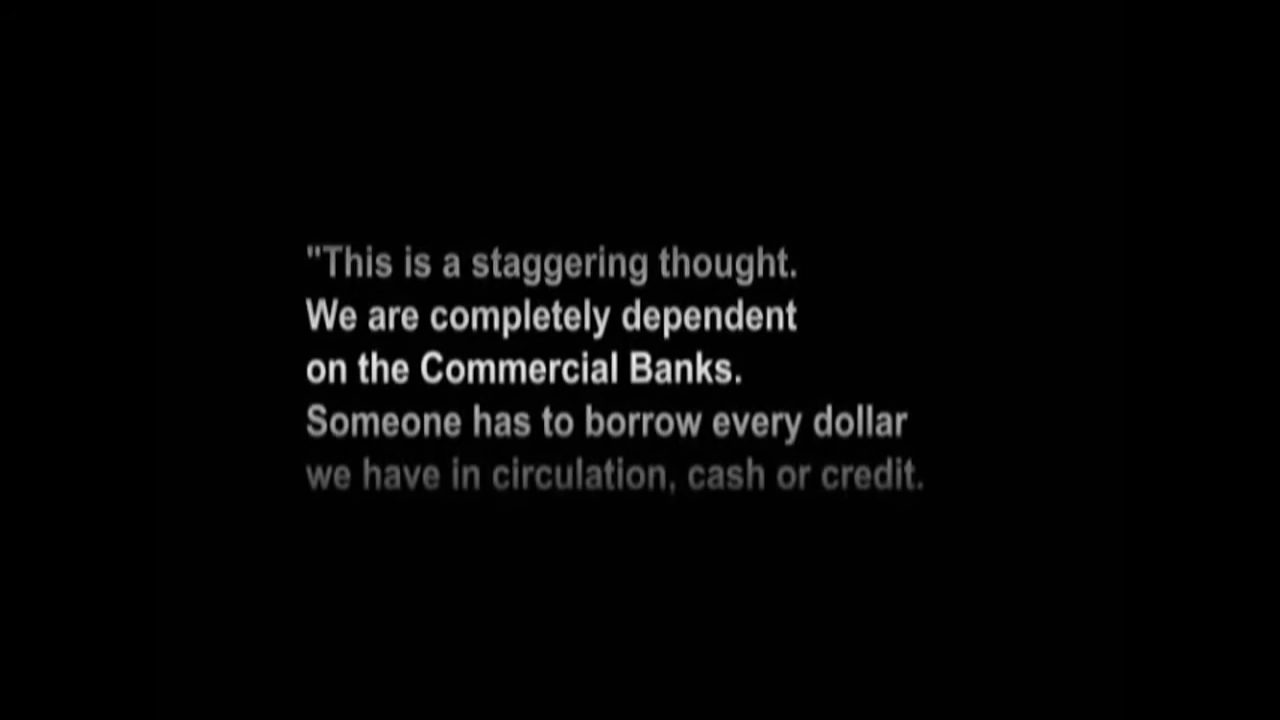 "This is a staggering thought.
We are completely dependent
on the Commercial Banks.
Someone has to borrow every dollar
we have in circulation, cash or credit.